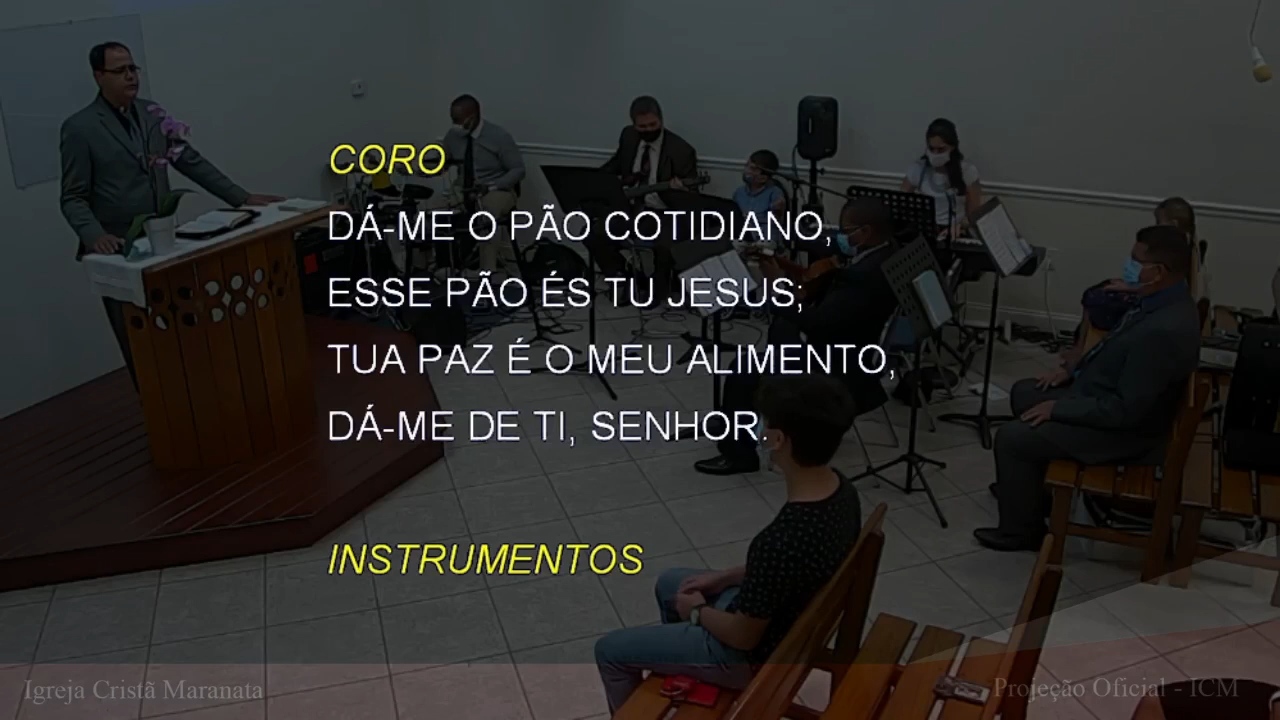 CORO
DÁ-ME O PÃO COTIDIANO,
ESSE PÃO ÉS TU JESUS;
TUA PAZ É O MEU ALIMENTO,
DÁ-ME DE TI, SENHOR.
INSTRUMENTOS
Igreja Cristã Maranata
Projeção Oficial - ICM